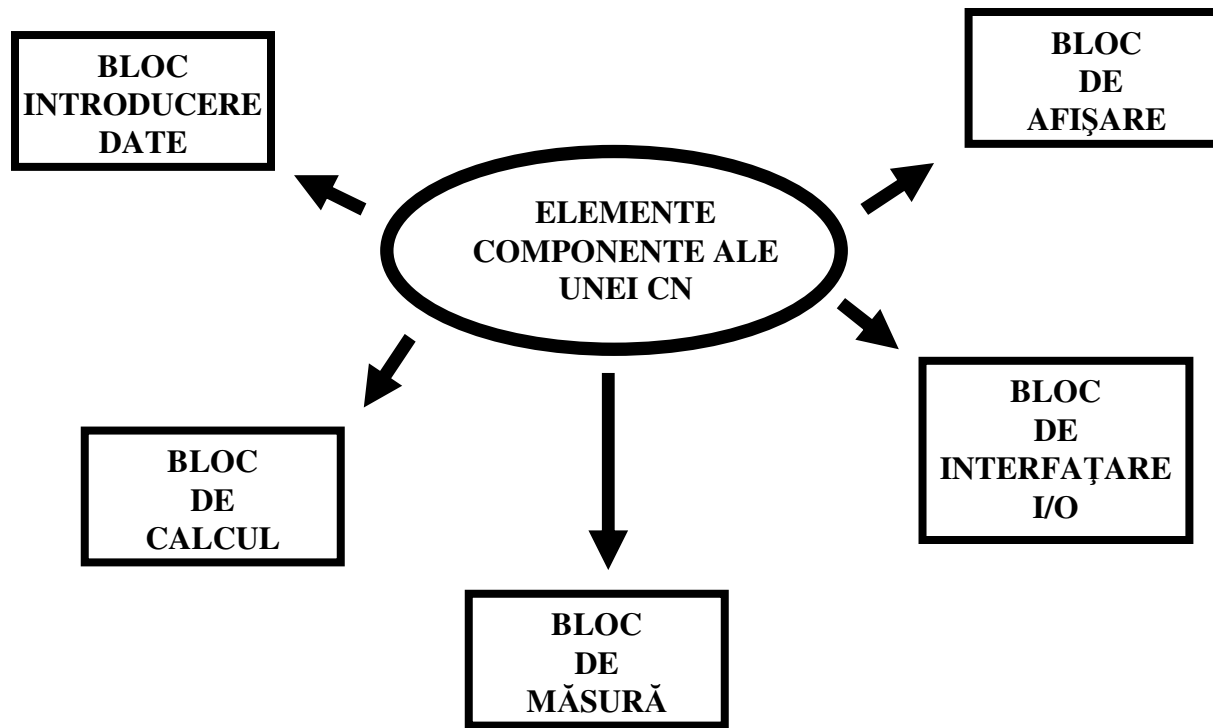 BLOC
INTRODUCERE
DATE
BLOC
DE
AFIŞARE
ELEMENTE
COMPONENTE ALE
UNEI CN
BLOC
DE
INTERFAŢARE
I/O
BLOC
DE
CALCUL
BLOC
DE
MĂSURĂ